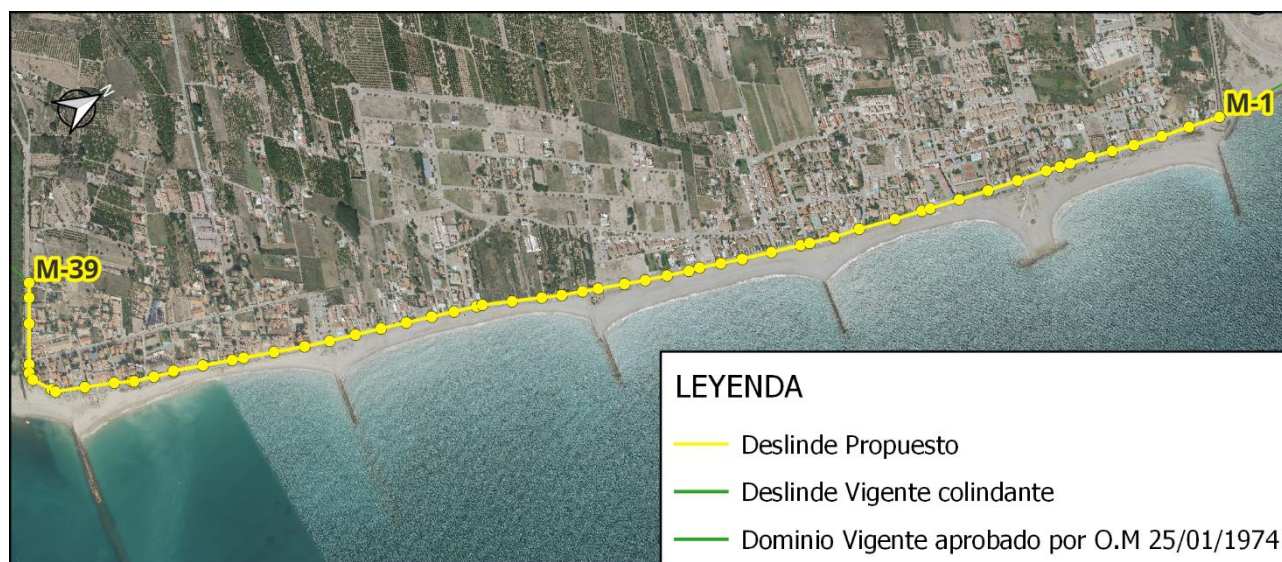 N
M-1
M-39
LEYENDA
Deslinde Propuesto
Deslinde Vigente colindante
Dominio Vigente aprobado por O.M 25/01/1974